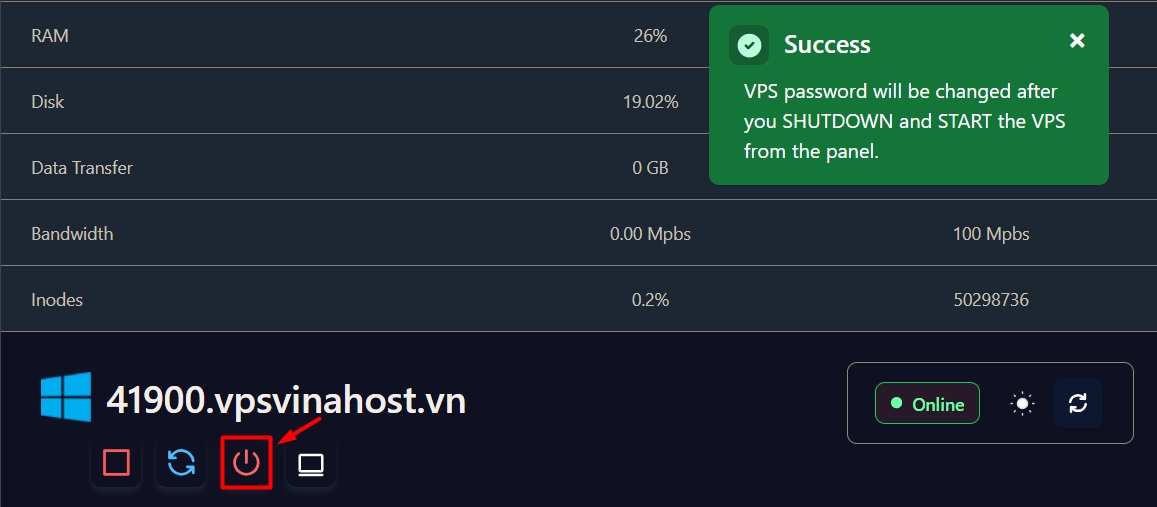 RAM 26%
Success
VPS password will be changed after
you SHUTDOWN and START the VPS
from the panel.
Disk 19.02%
Data Transfer 0 GB
Bandwidth 0.00 Mpbs 100 Mpbs
Inodes 0.2% 50298736
41900.vpsvinahost.vn
Online